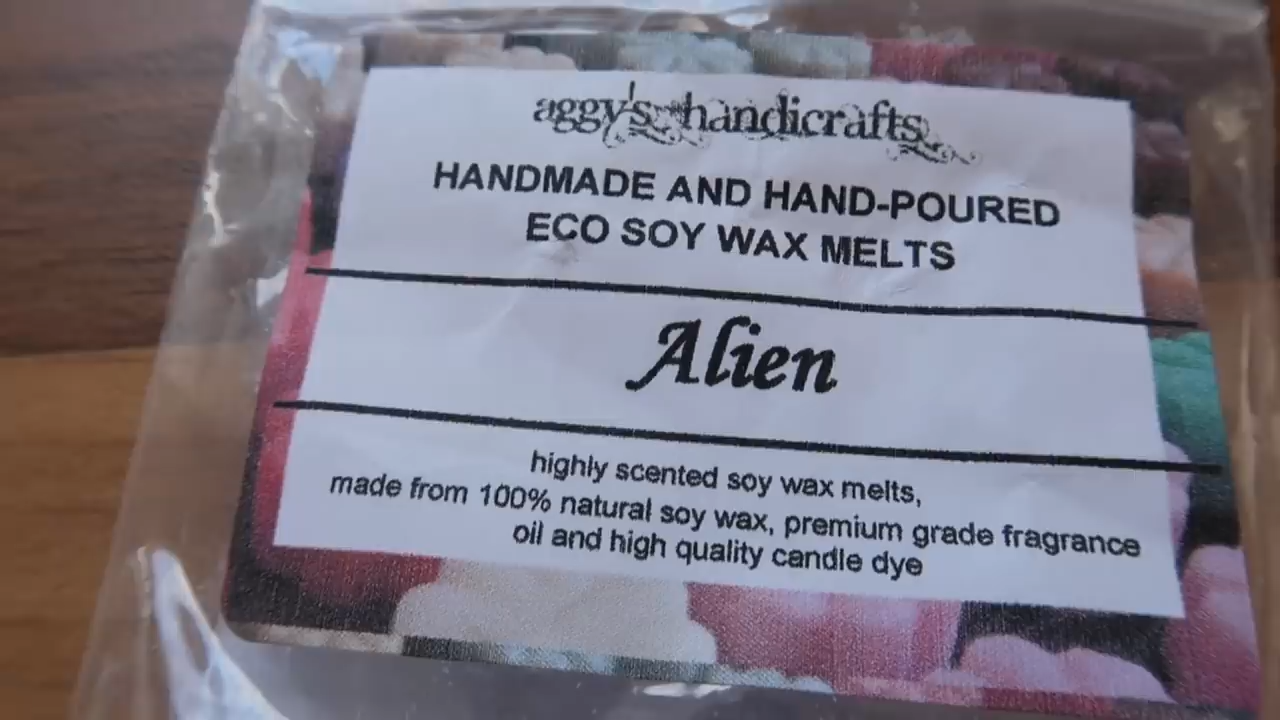 aggy's handicrafts
HANDMADE AND HAND-POURED
ECO SOY WAX MELTS
Alien
highly scented soy wax melts,
made from 100% natural soy wax, premium grade fragrance
oil and high quality candle dye